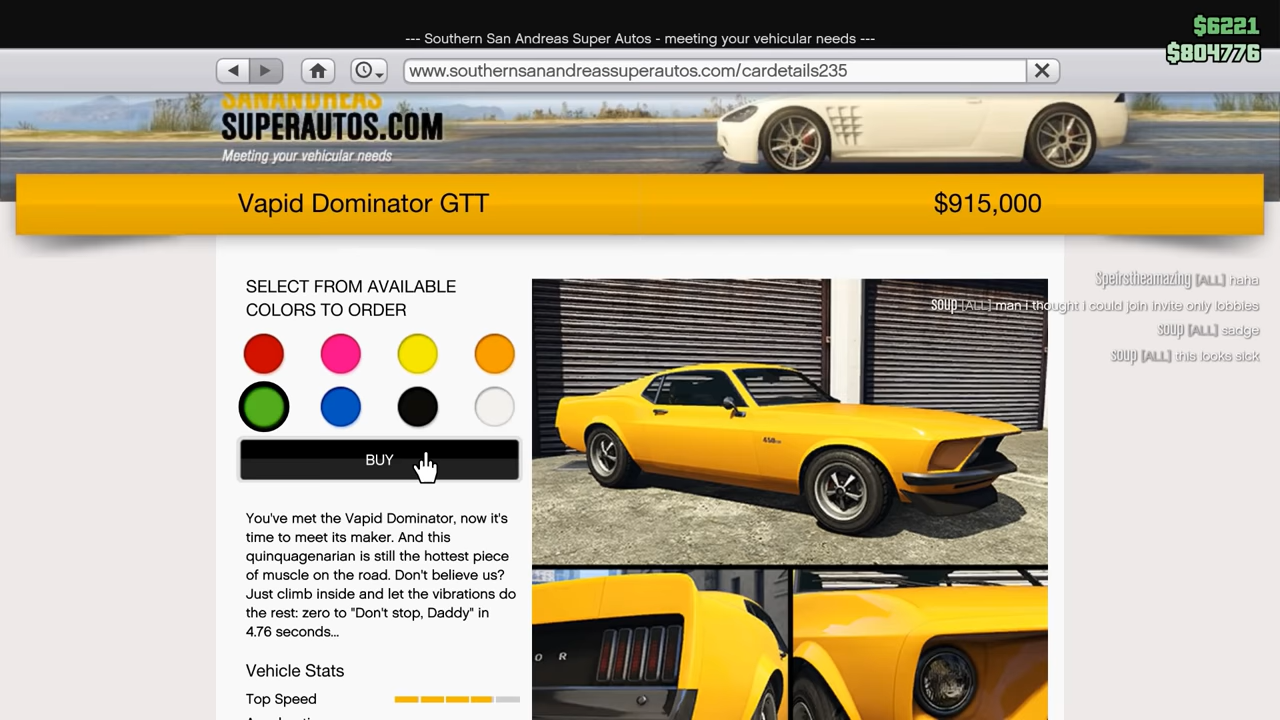 $6221
--- Southern San Andreas Super Autos - meeting your vehicular needs ---
$804776
www.southernsanandreassuperautos.com/cardetails235
SANANDREAS
SUPERAUTOS.COM
Meeting your vehicular needs
Vapid Dominator GTT
$915,000
SELECT FROM AVAILABLE
COLORS TO ORDER
Speirstheamazing [ALL] haha
soup [ALL] man i thought i could join invite only lobbies
soup [ALL] sadge
soup [ALL] this looks sick
BUY
You've met the Vapid Dominator, now it's
time to meet its maker. And this
quinquagenarian is still the hottest piece
of muscle on the road. Don't believe us?
Just climb inside and let the vibrations do
the rest: zero to "Don't stop, Daddy" in
4.76 seconds...
Vehicle Stats
Top Speed
O R